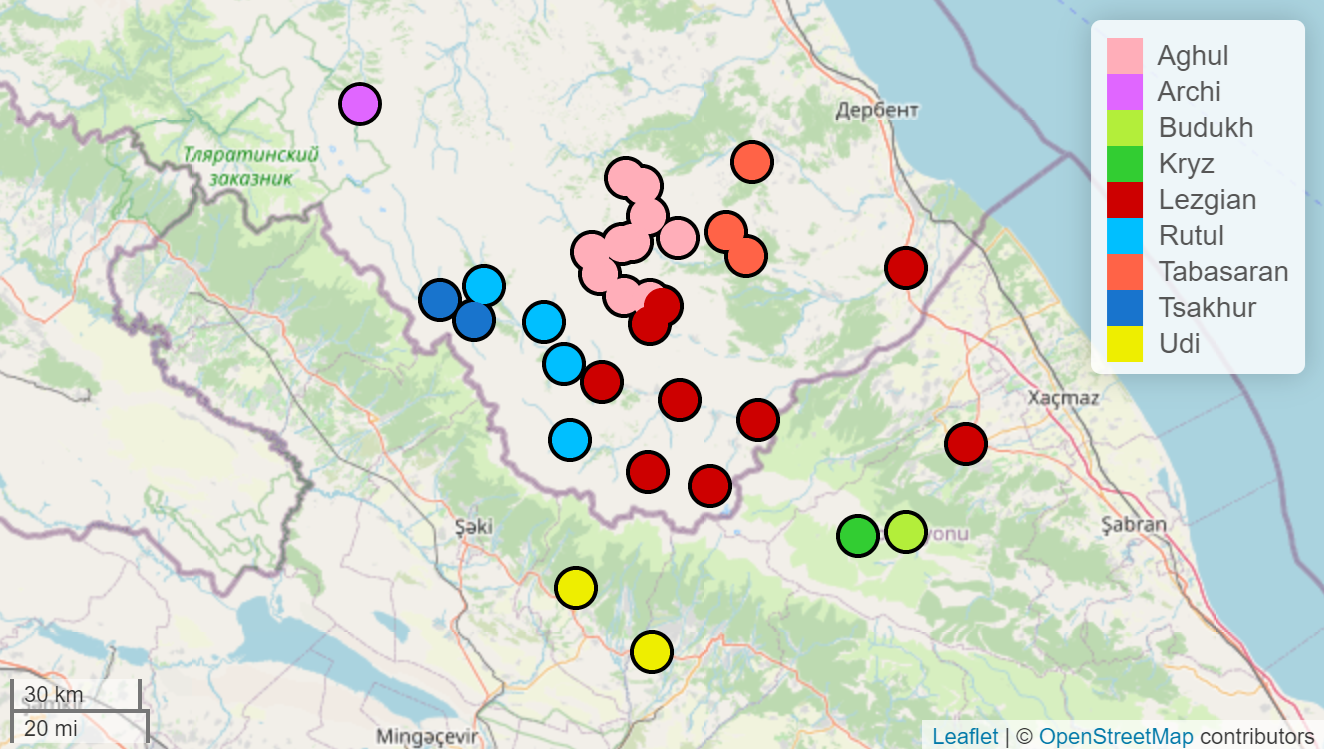 Aghul
Archi
Budukh
Kryz
Lezgian
Rutul
Tabasaran
Tsakhur
Udi
Дербент
Тляратинский
заказник
Xaçmaz
Şəki
Şabran
onu
30 km
20 mi
Mingəçevir
Leaflet | © OpenStreetMap contributors